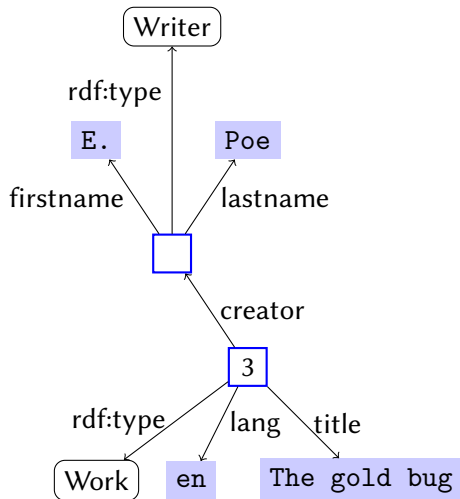 Writer
rdf:type
E.
Poe
firstname
lastname
creator
3
rdf:type
lang
title
Work
en
The gold bug